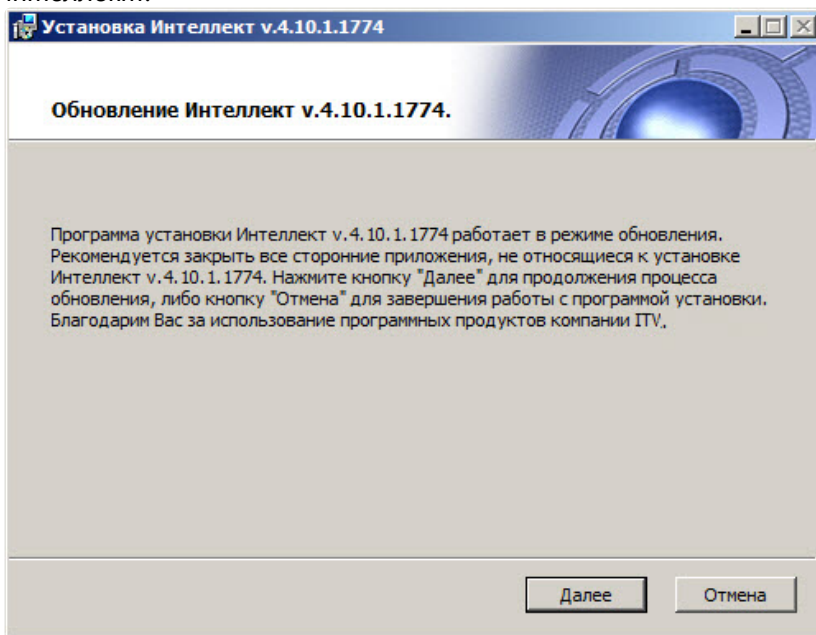 Установка Интеллект v.4.10.1.1774
Обновление Интеллект v.4.10.1.1774.
Программа установки Интеллект v.4.10.1.1774 работает в режиме обновления.
Рекомендуется закрыть все сторонние приложения, не относящиеся к установке
Интеллект v.4.10.1.1774. Нажмите кнопку "Далее" для продолжения процесса
обновления, либо кнопку "Отмена" для завершения работы с программой установки.
Благодарим Вас за использование программных продуктов компании ITV.
Далее
Отмена